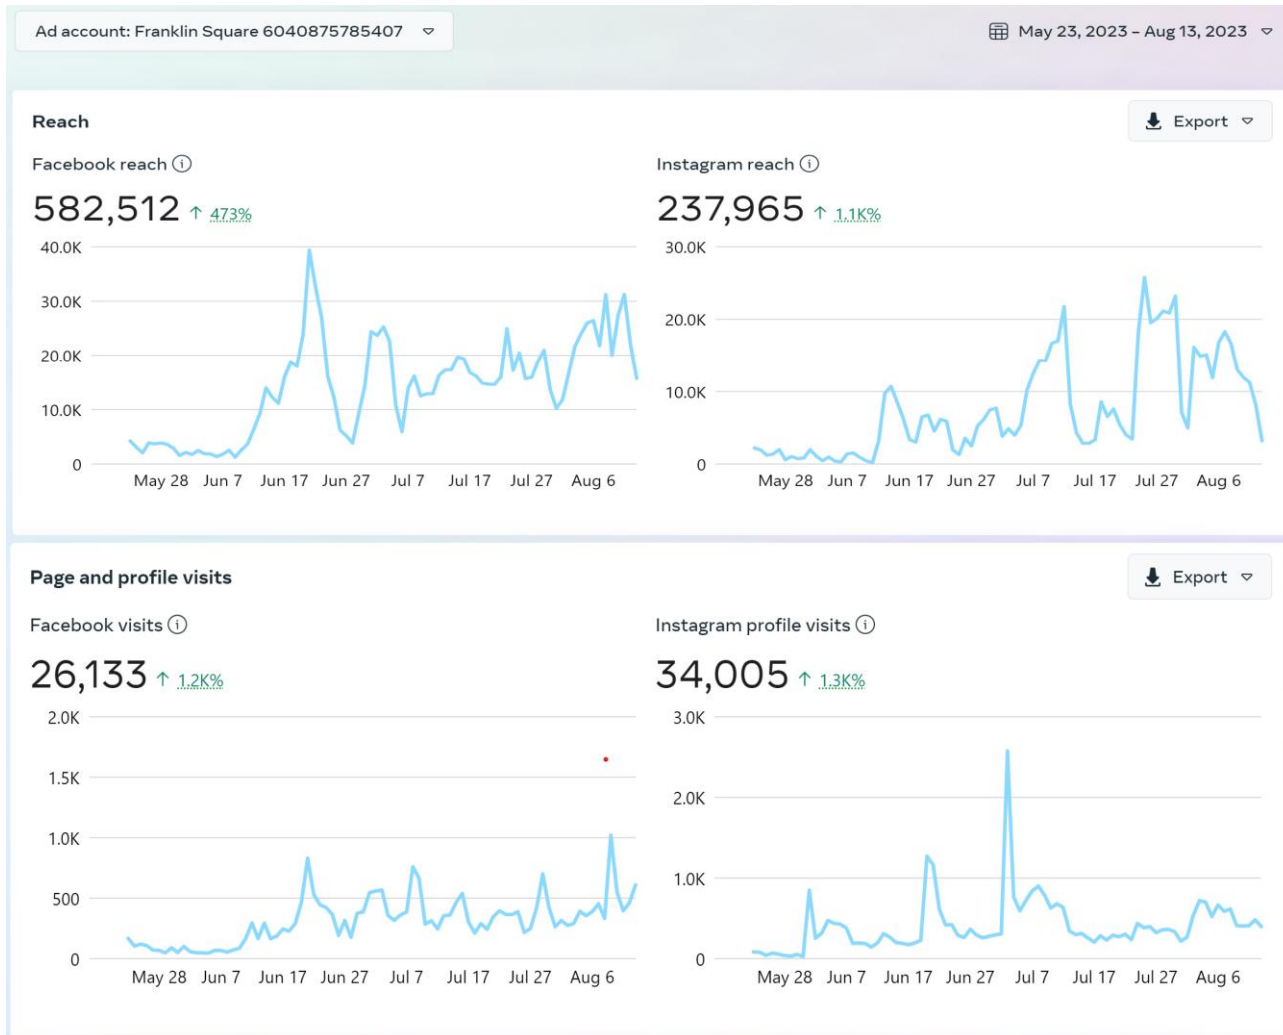 Ad account: Franklin Square 6040875785407
May 23, 2023 – Aug 13, 2023
Reach
Export
Facebook reach
582,512 ↑ 473%
40.0K
30.0K
20.0K
10.0K
0
May 28 Jun 7 Jun 17 Jun 27 Jul 7 Jul 17 Jul 27 Aug 6
Instagram reach
237,965 ↑ 1.1K%
30.0K
20.0K
10.0K
0
May 28 Jun 7 Jun 17 Jun 27 Jul 7 Jul 17 Jul 27 Aug 6
Page and profile visits
Export
Facebook visits
26,133 ↑ 1.2K%
2.0K
1.5K
1.0K
500
0
May 28 Jun 7 Jun 17 Jun 27 Jul 7 Jul 17 Jul 27 Aug 6
Instagram profile visits
34,005 ↑ 1.3K%
3.0K
2.0K
1.0K
0
May 28 Jun 7 Jun 17 Jun 27 Jul 7 Jul 17 Jul 27 Aug 6